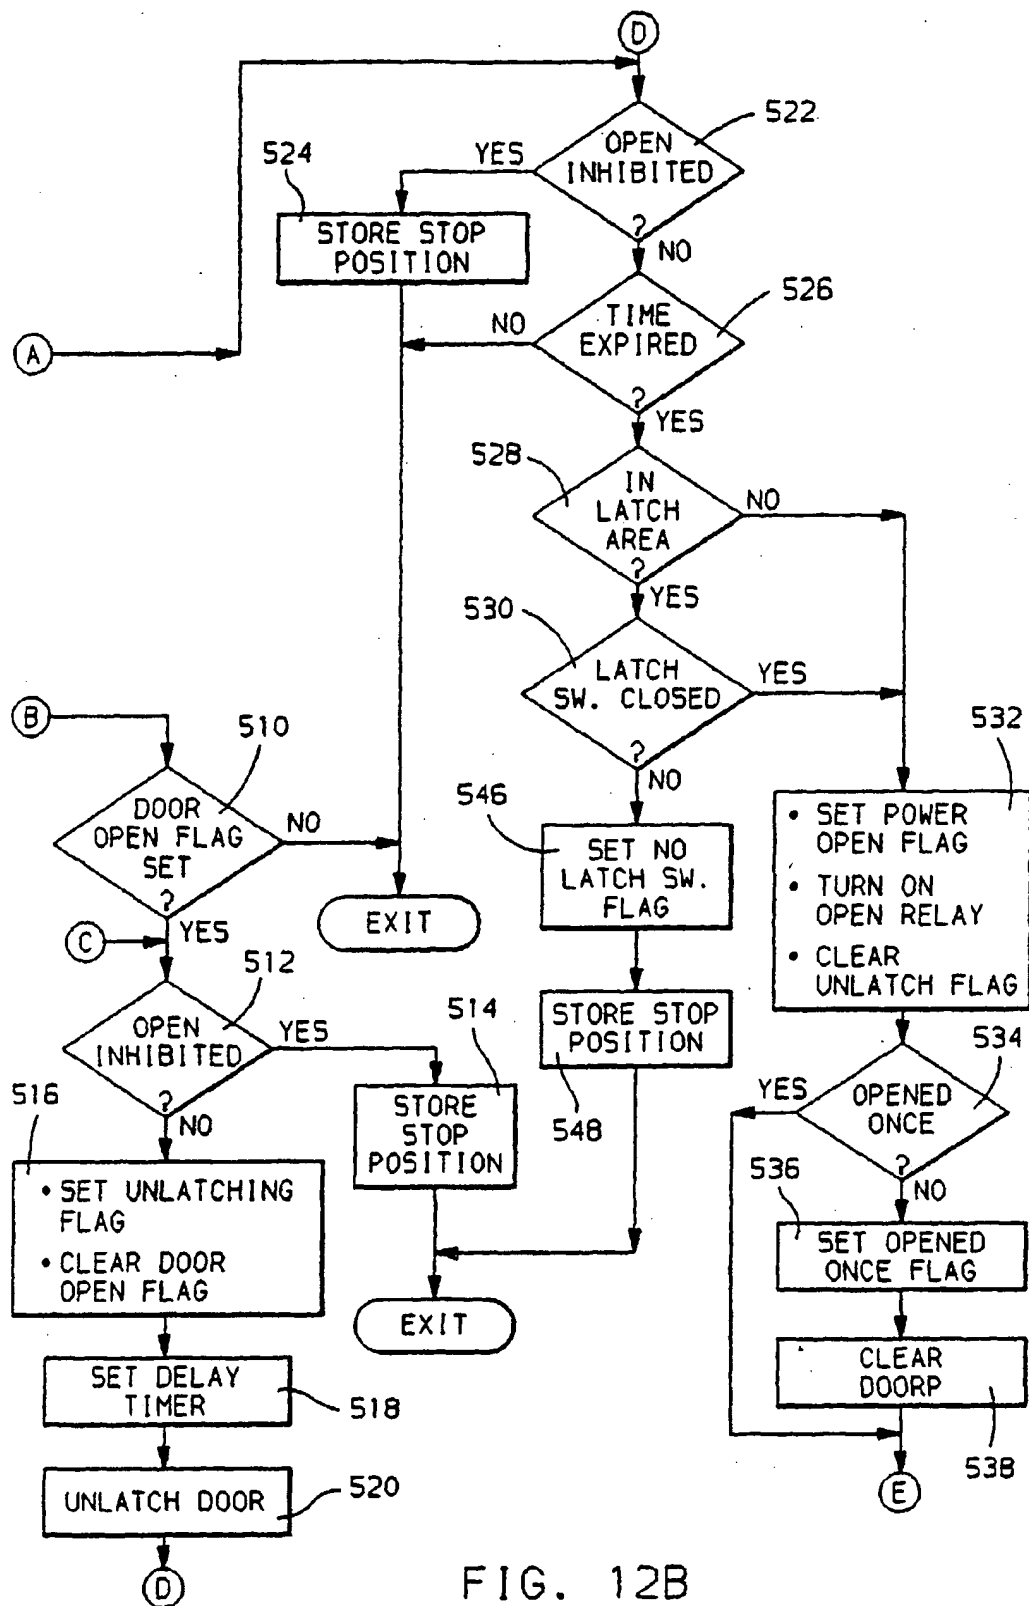 D
522
OPEN
INHIBITED
?
YES
NO
524
STORE STOP
POSITION
526
TIME
EXPIRED
?
NO
YES
A
528
IN
LATCH
AREA
?
NO
YES
530
LATCH
SW. CLOSED
?
YES
NO
B
510
DOOR
OPEN FLAG
SET
?
NO
YES
EXIT
546
SET NO
LATCH SW.
FLAG
532
• SET POWER
OPEN FLAG
• TURN ON
OPEN RELAY
• CLEAR
UNLATCH FLAG
C
512
OPEN
INHIBITED
?
YES
NO
514
STORE
STOP
POSITION
STORE STOP
POSITION
548
534
OPENED
ONCE
?
YES
NO
516
• SET UNLATCHING
FLAG
• CLEAR DOOR
OPEN FLAG
536
SET OPENED
ONCE FLAG
EXIT
SET DELAY
TIMER
518
CLEAR
DOORP
538
UNLATCH DOOR
520
E
D
FIG. 12B